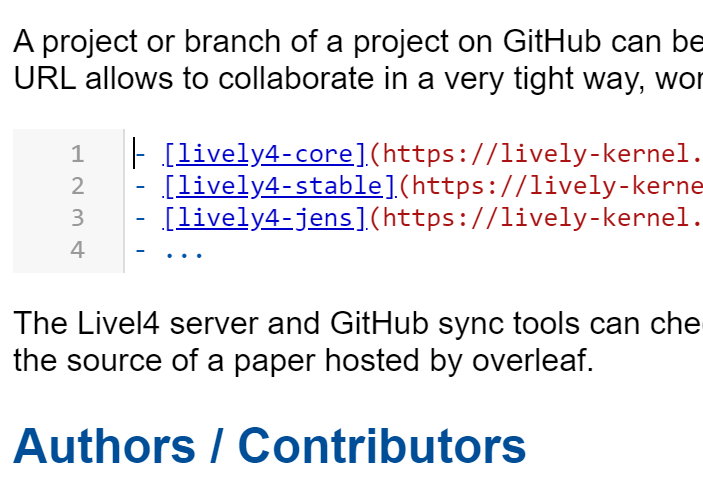 A project or branch of a project on GitHub can be
URL allows to collaborate in a very tight way, wor
1 - [lively4-core](https://lively-kernel.
2 - [lively4-stable](https://lively-kerne
3 - [lively4-jens](https://lively-kernel.
4 - ...
The Livel4 server and GitHub sync tools can che
the source of a paper hosted by overleaf.
Authors / Contributors